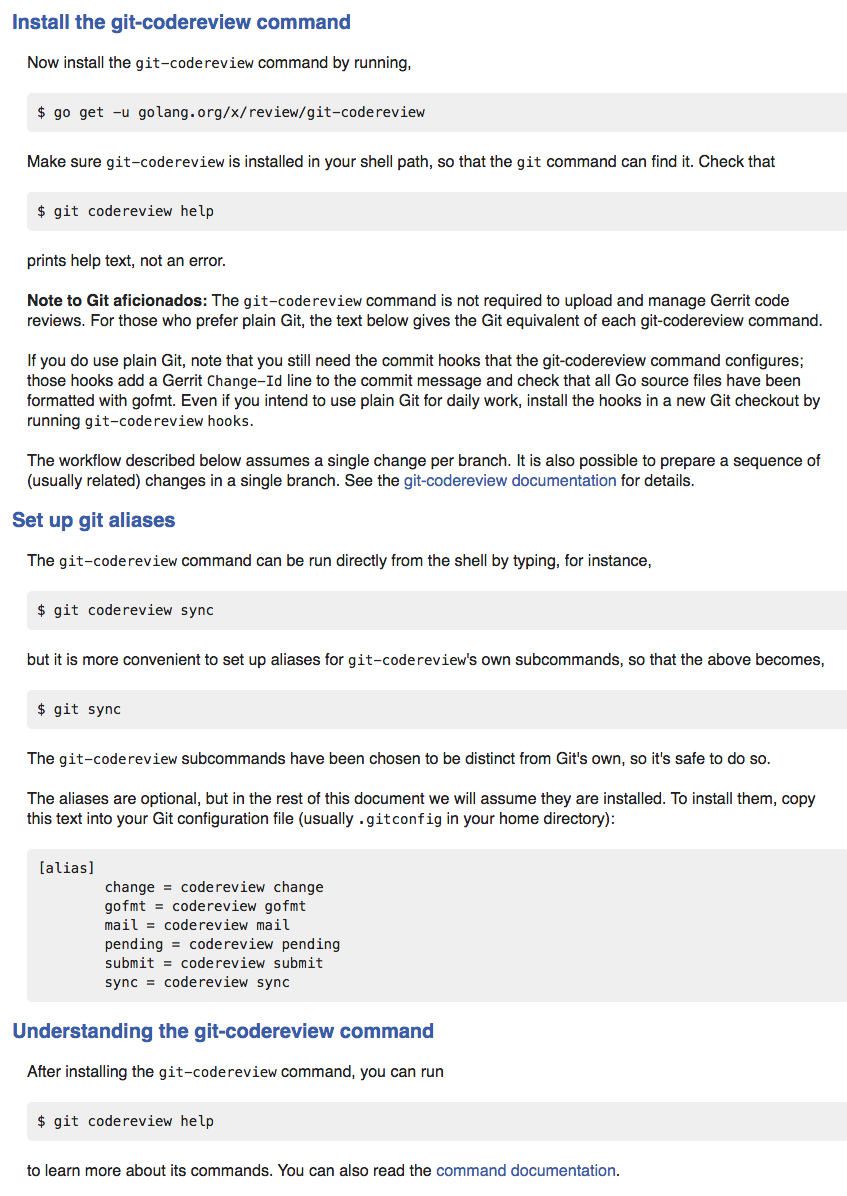 Install the git-codereview command
Now install the git-codereview command by running,
$ go get -u golang.org/x/review/git-codereview
Make sure git-codereview is installed in your shell path, so that the git command can find it. Check that
$ git codereview help
prints help text, not an error.
Note to Git aficionados: The git-codereview command is not required to upload and manage Gerrit code
reviews. For those who prefer plain Git, the text below gives the Git equivalent of each git-codereview command.
If you do use plain Git, note that you still need the commit hooks that the git-codereview command configures;
those hooks add a Gerrit Change-Id line to the commit message and check that all Go source files have been
formatted with gofmt. Even if you intend to use plain Git for daily work, install the hooks in a new Git checkout by
running git-codereview hooks.
The workflow described below assumes a single change per branch. It is also possible to prepare a sequence of
(usually related) changes in a single branch. See the git-codereview documentation for details.
Set up git aliases
The git-codereview command can be run directly from the shell by typing, for instance,
$ git codereview sync
but it is more convenient to set up aliases for git-codereview's own subcommands, so that the above becomes,
$ git sync
The git-codereview subcommands have been chosen to be distinct from Git's own, so it's safe to do so.
The aliases are optional, but in the rest of this document we will assume they are installed. To install them, copy
this text into your Git configuration file (usually .gitconfig in your home directory):
[alias]
change = codereview change
gofmt = codereview gofmt
mail = codereview mail
pending = codereview pending
submit = codereview submit
sync = codereview sync
Understanding the git-codereview command
After installing the git-codereview command, you can run
$ git codereview help
to learn more about its commands. You can also read the command documentation.